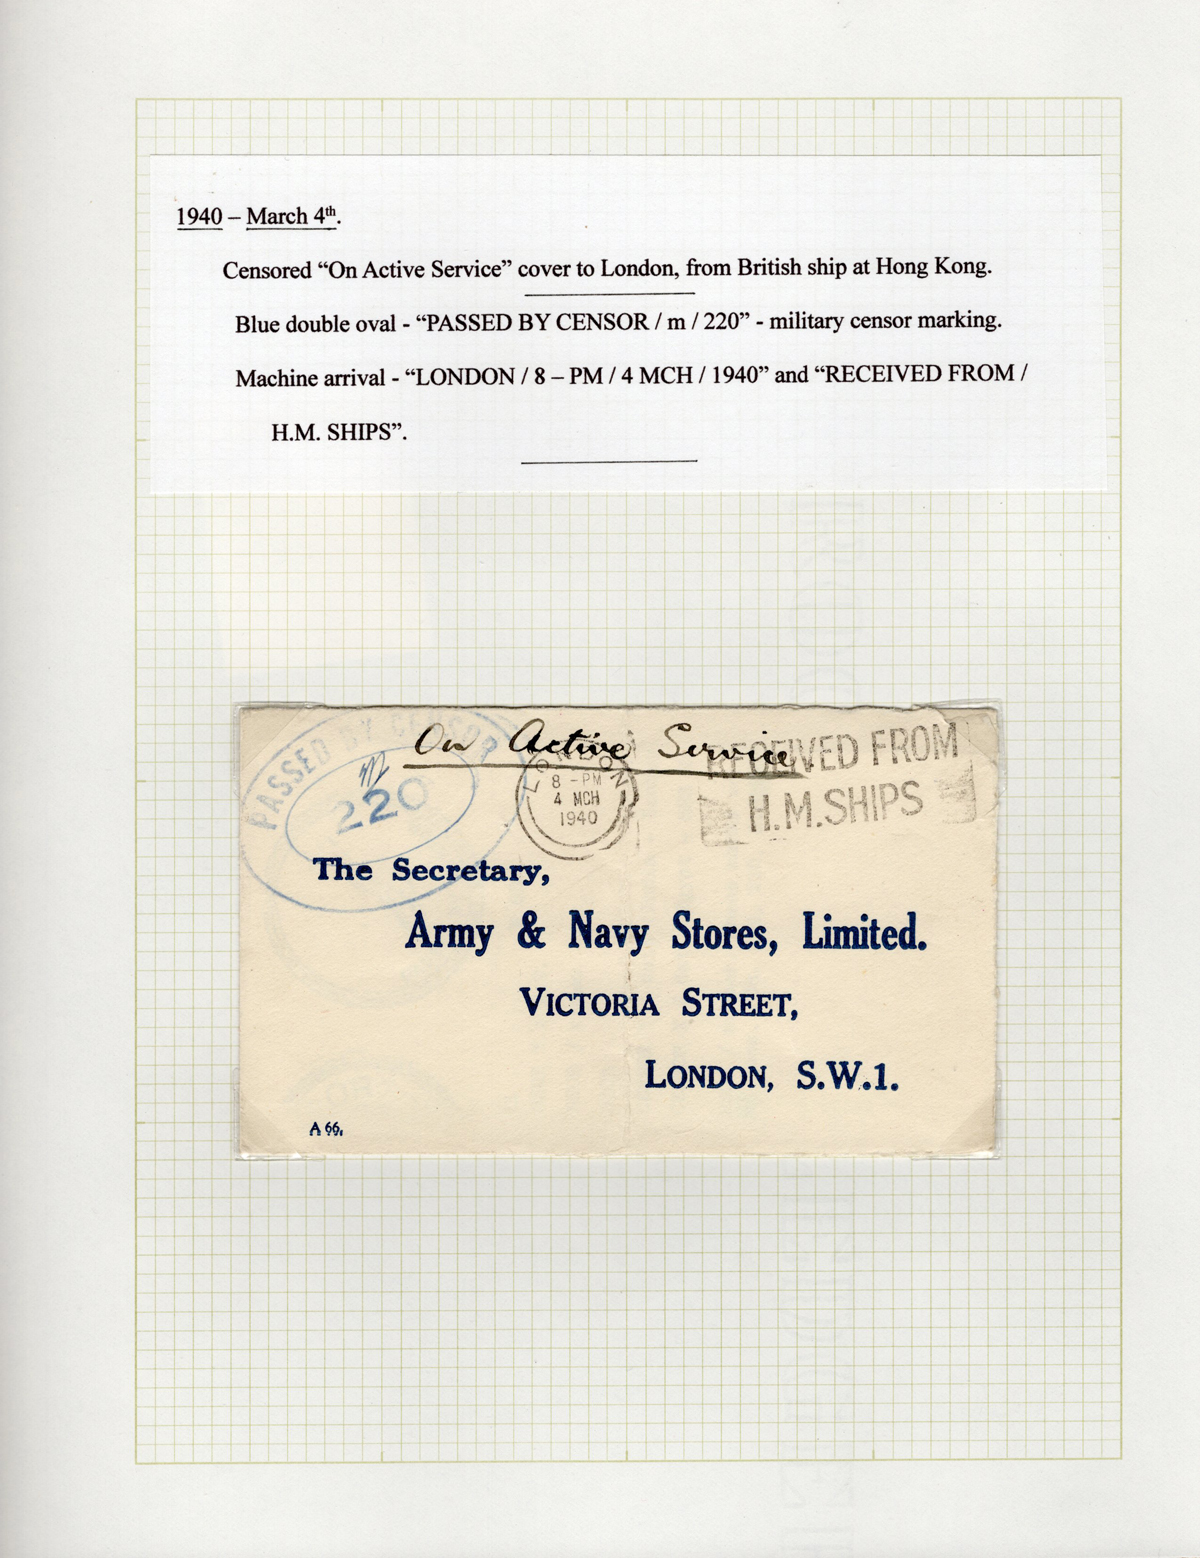 1940 – March 4th.
Censored “On Active Service” cover to London, from British ship at Hong Kong.
Blue double oval - “PASSED BY CENSOR / m / 220” - military censor marking.
Machine arrival - “LONDON / 8 – PM / 4 MCH / 1940” and “RECEIVED FROM /
H.M. SHIPS”.
On Active Service
PASSED BY CENSOR
220
LONDON
8 - PM
4 MCH
1940
RECEIVED FROM
H.M.SHIPS
The Secretary,
Army & Navy Stores, Limited.
VICTORIA STREET,
LONDON, S.W.1.
A 66.